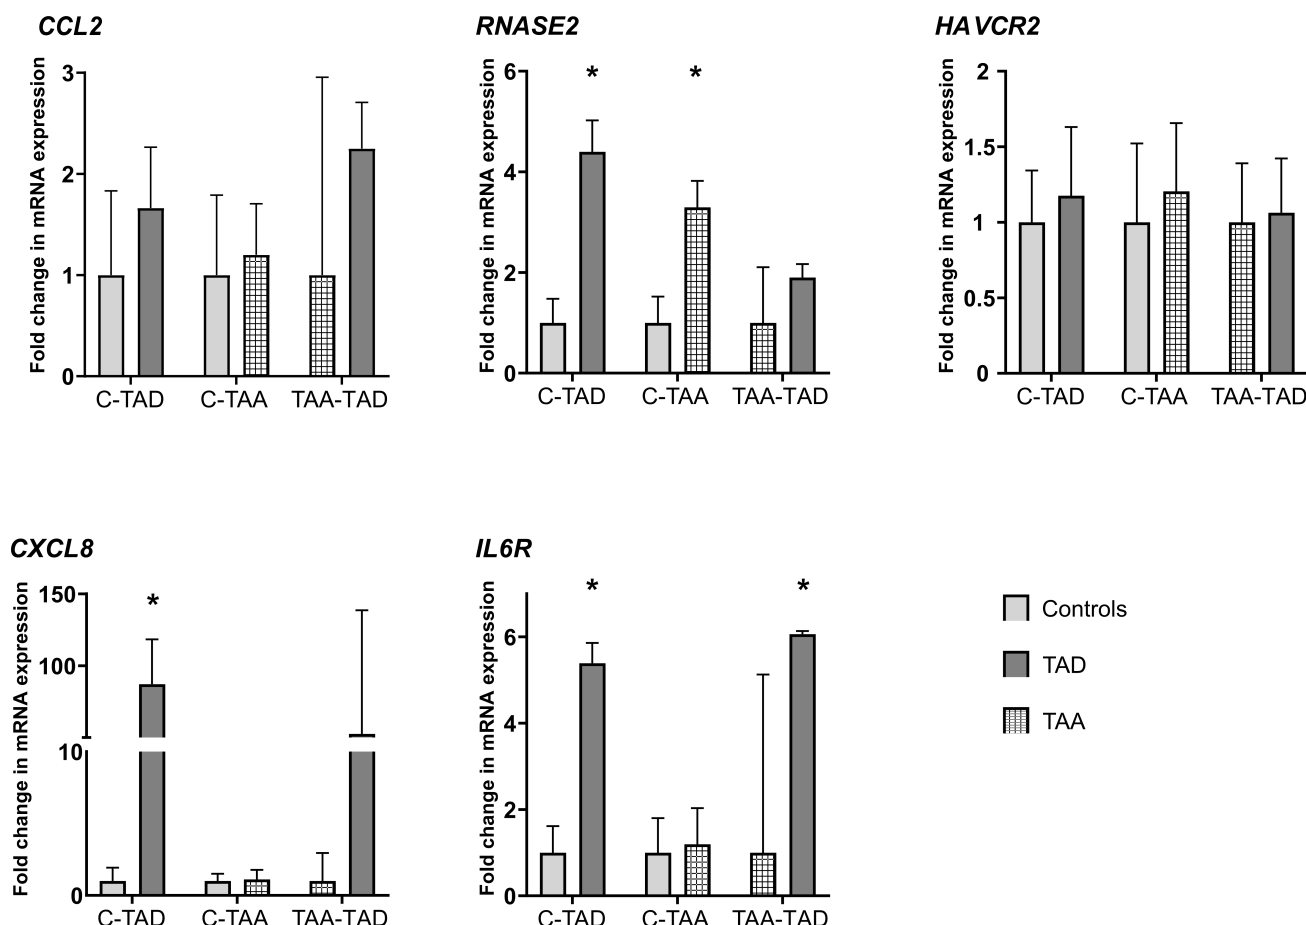 CCL2
Fold change in mRNA expression
3
2
1
0
C-TAD
C-TAA
TAA-TAD
RNASE2
Fold change in mRNA expression
6
4
2
0
*
*
C-TAD
C-TAA
TAA-TAD
HAVCR2
Fold change in mRNA expression
2
1.5
1
0.5
0
C-TAD
C-TAA
TAA-TAD
CXCL8
Fold change in mRNA expression
150
100
10
0
*
C-TAD
C-TAA
TAA-TAD
IL6R
Fold change in mRNA expression
6
4
2
0
*
*
C-TAD
C-TAA
TAA-TAD
Controls
TAD
TAA